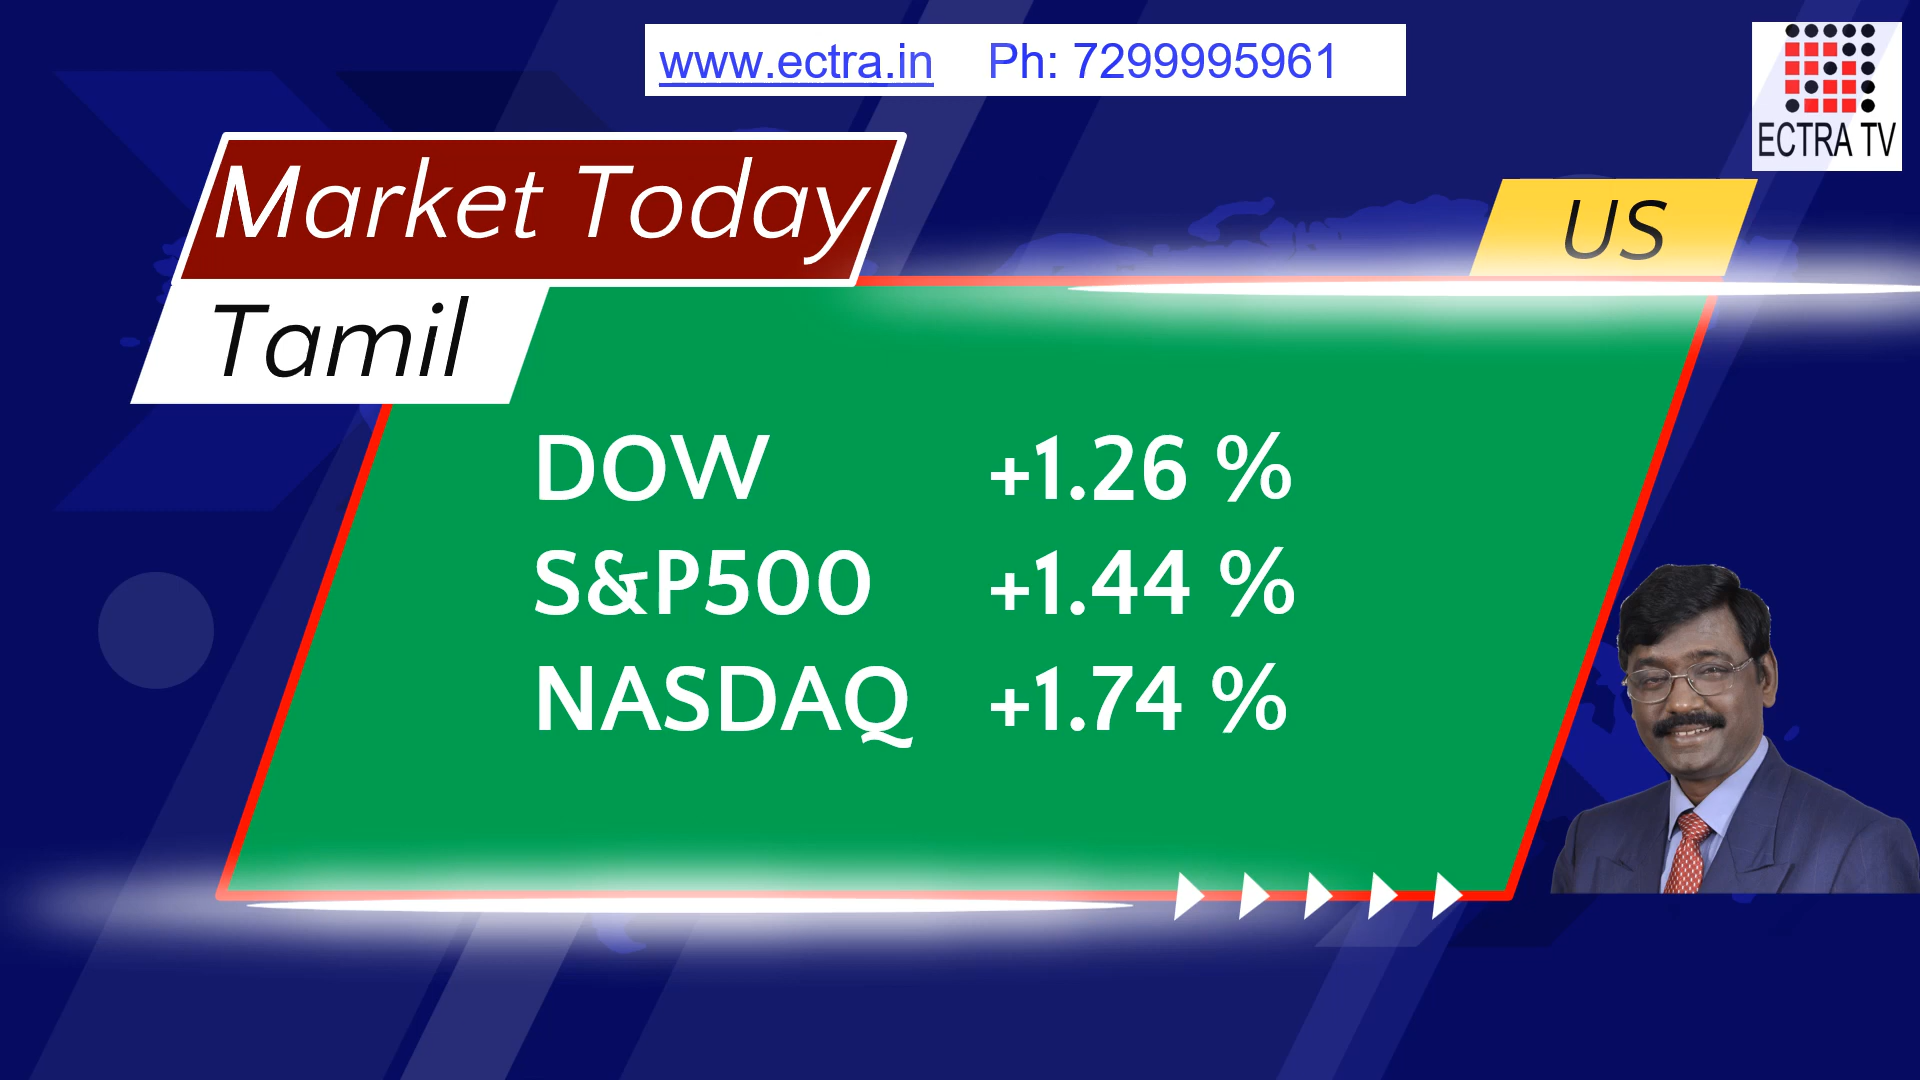 www.ectra.in Ph: 7299995961
ECTRA TV
Market Today
US
Tamil
DOW +1.26 %
S&P500 +1.44 %
NASDAQ +1.74 %